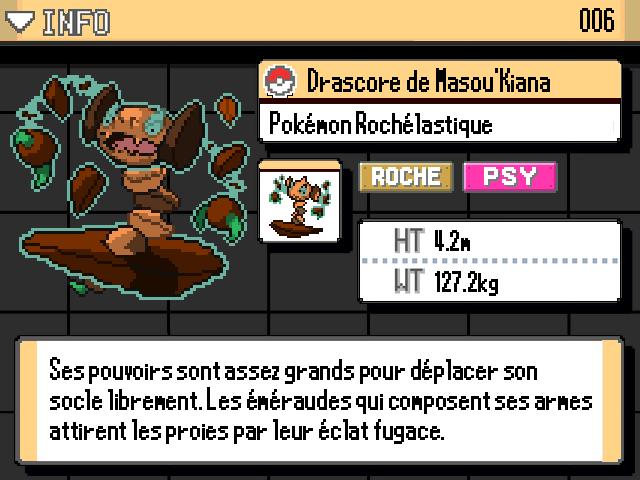 INFO
006
Drascore de Masou'Kiana
Pokémon Rochélastique
ROCHE
PSY
HT 4.2m
WT 127.2kg
Ses pouvoirs sont assez grands pour déplacer son
socle librement. Les éméraudes qui composent ses armes
attirent les proies par leur éclat fugace.